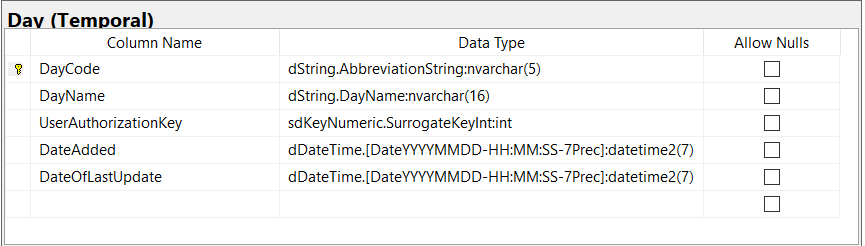 Day (Temporal)
Column Name Data Type Allow Nulls
DayCode dString.AbbreviationString:nvarchar(5)
DayName dString.DayName:nvarchar(16)
UserAuthorizationKey sdKeyNumeric.SurrogateKeyInt:int
DateAdded dDateTime.[DateYYYYMMDD-HH:MM:SS-7Prec]:datetime2(7)
DateOfLastUpdate dDateTime.[DateYYYYMMDD-HH:MM:SS-7Prec]:datetime2(7)